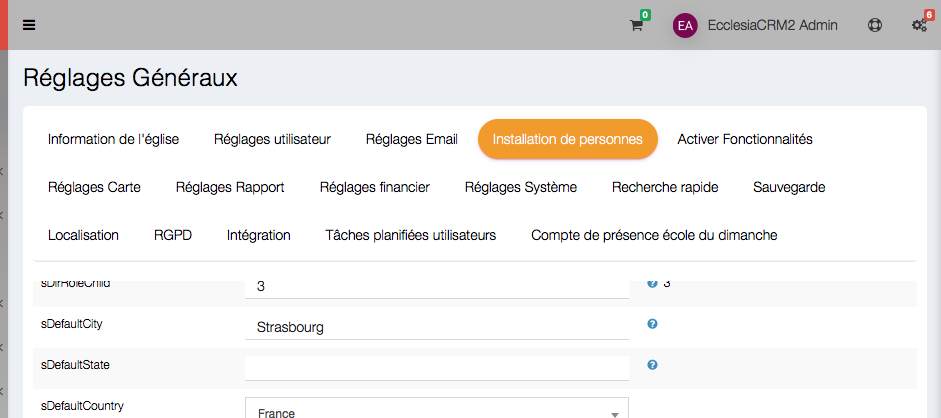 0
6
EA EcclesiaCRM2 Admin
Réglages Généraux
Information de l'église Réglages utilisateur Réglages Email Installation de personnes Activer Fonctionnalités
Réglages Carte Réglages Rapport Réglages financier Réglages Système Recherche rapide Sauvegarde
Localisation RGPD Intégration Tâches planifiées utilisateurs Compte de présence école du dimanche
sDirRoleChild 3 ? 3
sDefaultCity Strasbourg ?
sDefaultState ?
sDefaultCountry France